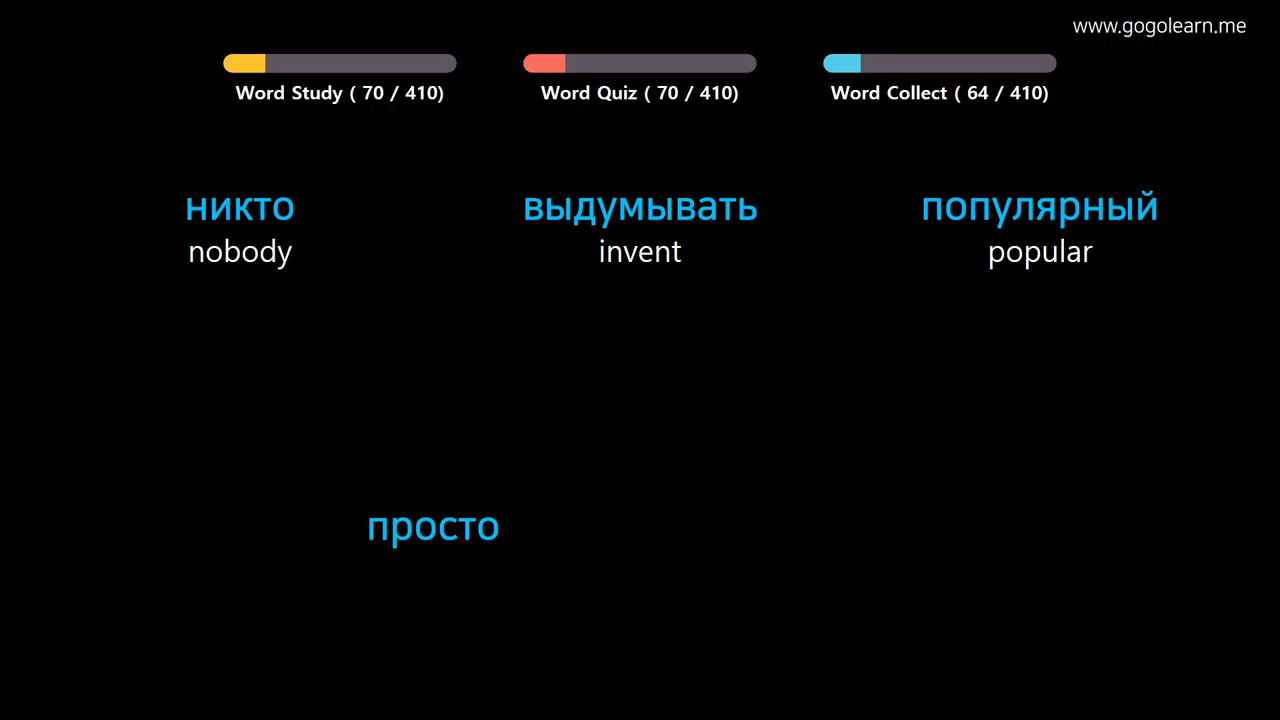 www.gogolearn.me
Word Study ( 70 / 410)
Word Quiz ( 70 / 410)
Word Collect ( 64 / 410)
никто
nobody
выдумывать
invent
популярный
popular
просто